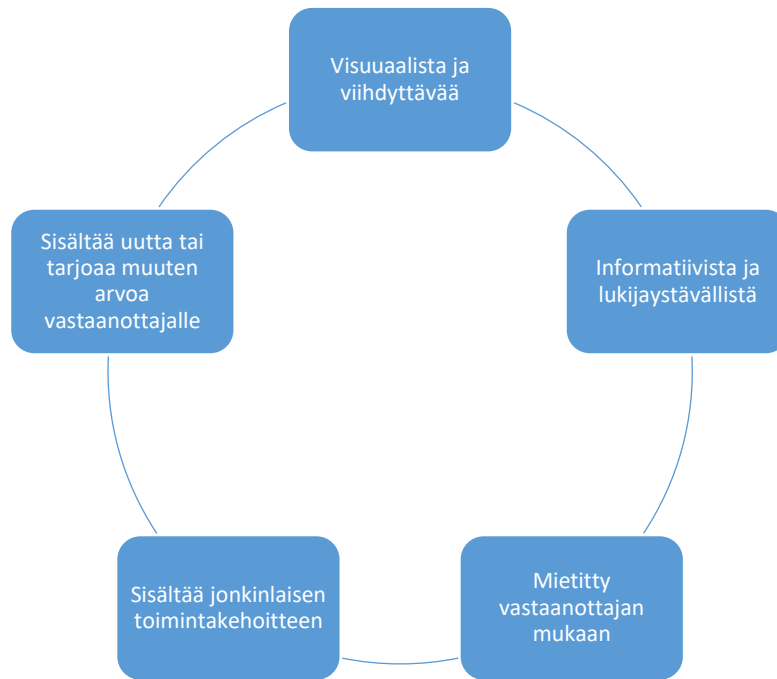 Visuuaalista ja
viihdyttävää
Informatiivista ja
lukijaystävällistä
Mietitty
vastaanottajan
mukaan
Sisältää jonkinlaisen
toimintakehoitteen
Sisältää uutta tai
tarjoaa muuten
arvoa
vastaanottajalle